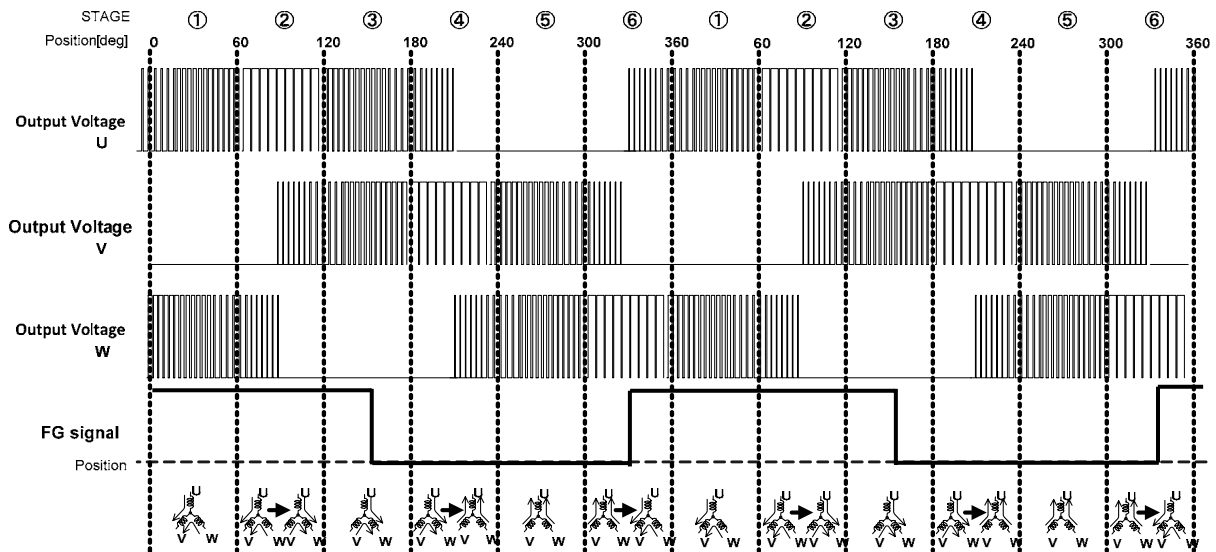 STAGE ① ② ③ ④ ⑤ ⑥ ① ② ③ ④ ⑤ ⑥
Position[deg] 0 60 120 180 240 300 360 60 120 180 240 300 360
Output Voltage
U
Output Voltage
V
Output Voltage
W
FG signal
Position
U U U U U U U U U U U U U U U U U U
V W V W V W V W V W V W V W V W V W V W V W V W V W V W V W V W V W V W